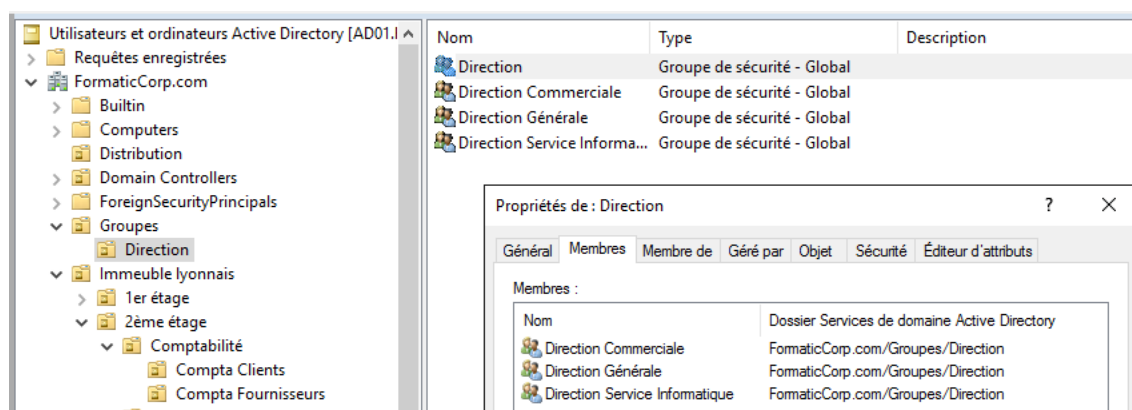 Utilisateurs et ordinateurs Active Directory [AD01.
Requêtes enregistrées
FormaticCorp.com
Builtin
Computers
Distribution
Domain Controllers
ForeignSecurityPrincipals
Groupes
Direction
Immeuble lyonnais
1er étage
2ème étage
Comptabilité
Compta Clients
Compta Fournisseurs
Nom Type Description
Direction Groupe de sécurité - Global
Direction Commerciale Groupe de sécurité - Global
Direction Générale Groupe de sécurité - Global
Direction Service Informa... Groupe de sécurité - Global
Propriétés de : Direction ? ×
Général Membres Membre de Géré par Objet Sécurité Éditeur d'attributs
Membres :
Nom Dossier Services de domaine Active Directory
Direction Commerciale FormaticCorp.com/Groupes/Direction
Direction Générale FormaticCorp.com/Groupes/Direction
Direction Service Informatique FormaticCorp.com/Groupes/Direction